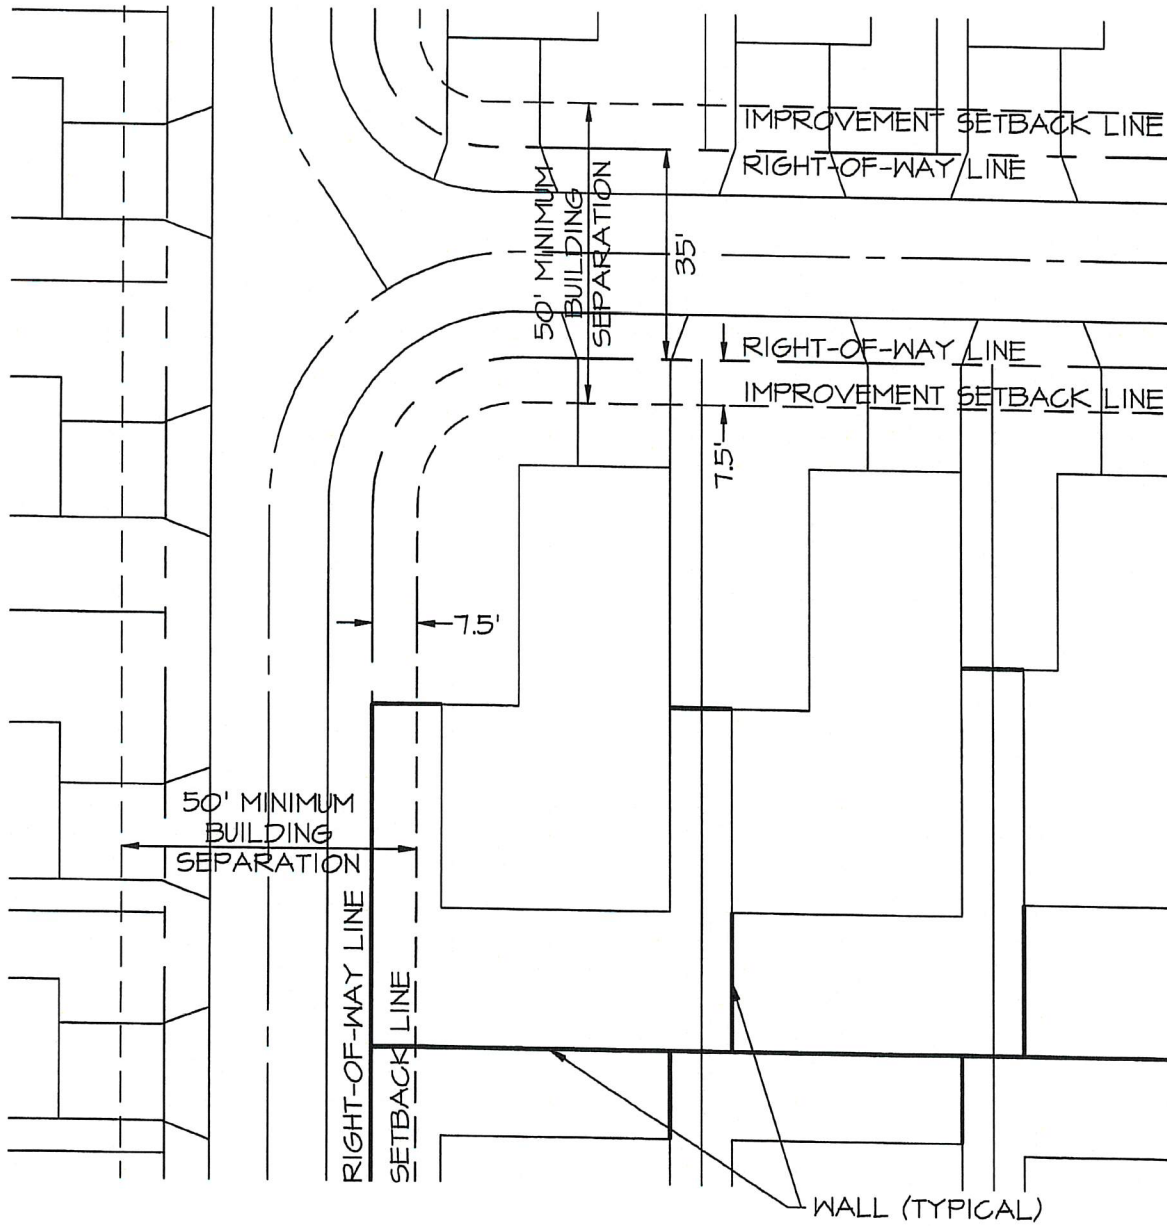 IMPROVEMENT SETBACK LINE
RIGHT-OF-WAY LINE
50' MINIMUM
BUILDING
SEPARATION
35'
RIGHT-OF-WAY LINE
IMPROVEMENT SETBACK LINE
7.5'
7.5'
50' MINIMUM
BUILDING
SEPARATION
RIGHT-OF-WAY LINE
SETBACK LINE
WALL (TYPICAL)